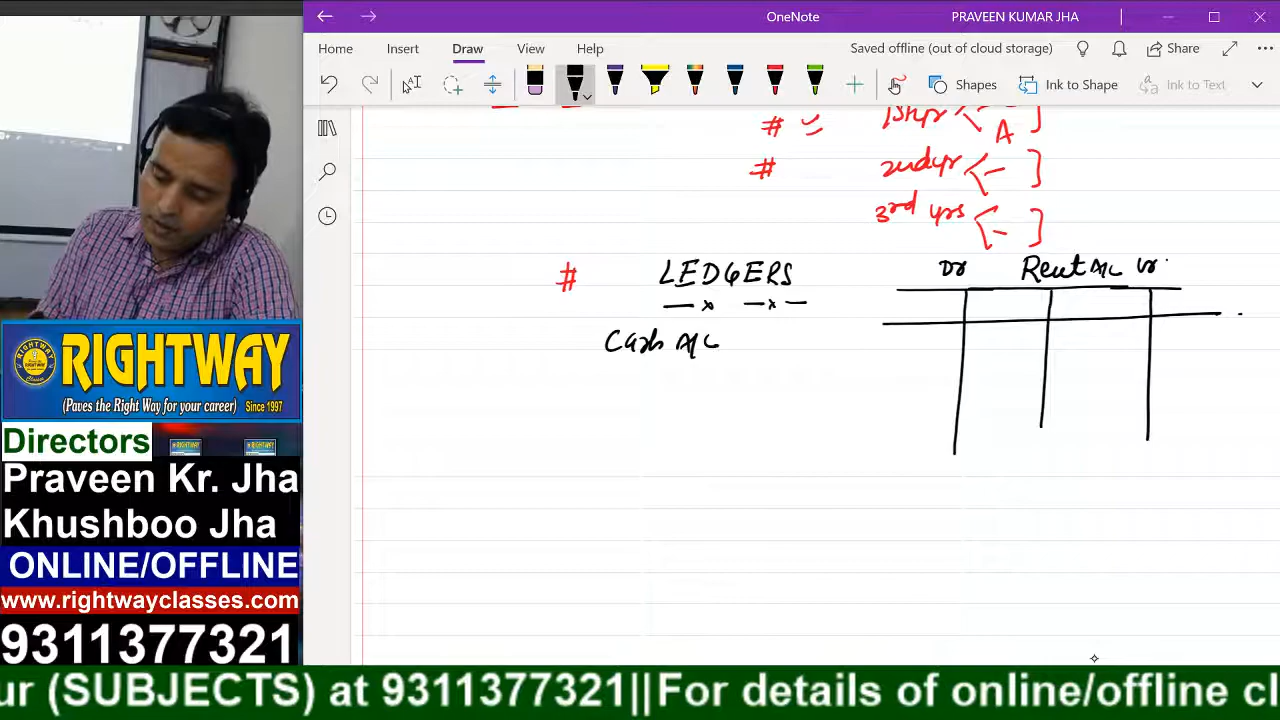 OneNote
PRAVEEN KUMAR JHA
Home Insert Draw View Help
Saved offline (out of cloud storage)
Share
Shapes Ink to Shape Ink to Text
# 1st yr A ]
# 2nd yr ]
3rd yrs ]
# LEDGERS
Dr Rent A/c Cr.
Cash A/c
RIGHTWAY
(Paves the Right Way for your career) Since 1997
Directors
Praveen Kr. Jha
Khushboo Jha
ONLINE/OFFLINE
www.rightwayclasses.com
9311377321
ur (SUBJECTS) at 9311377321||For details of online/offline cl